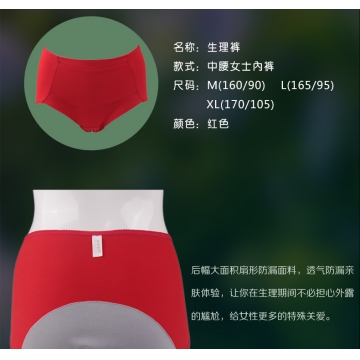 名称：生理裤
款式：中腰女士内裤
尺码：M(160/90) L(165/95)
XL(170/105)
颜色：红色
后幅大面积扇形防漏面料，透气防漏亲
肤体验，让你在生理期间不必担心外露
的尴尬，给女性更多的特殊关爱。